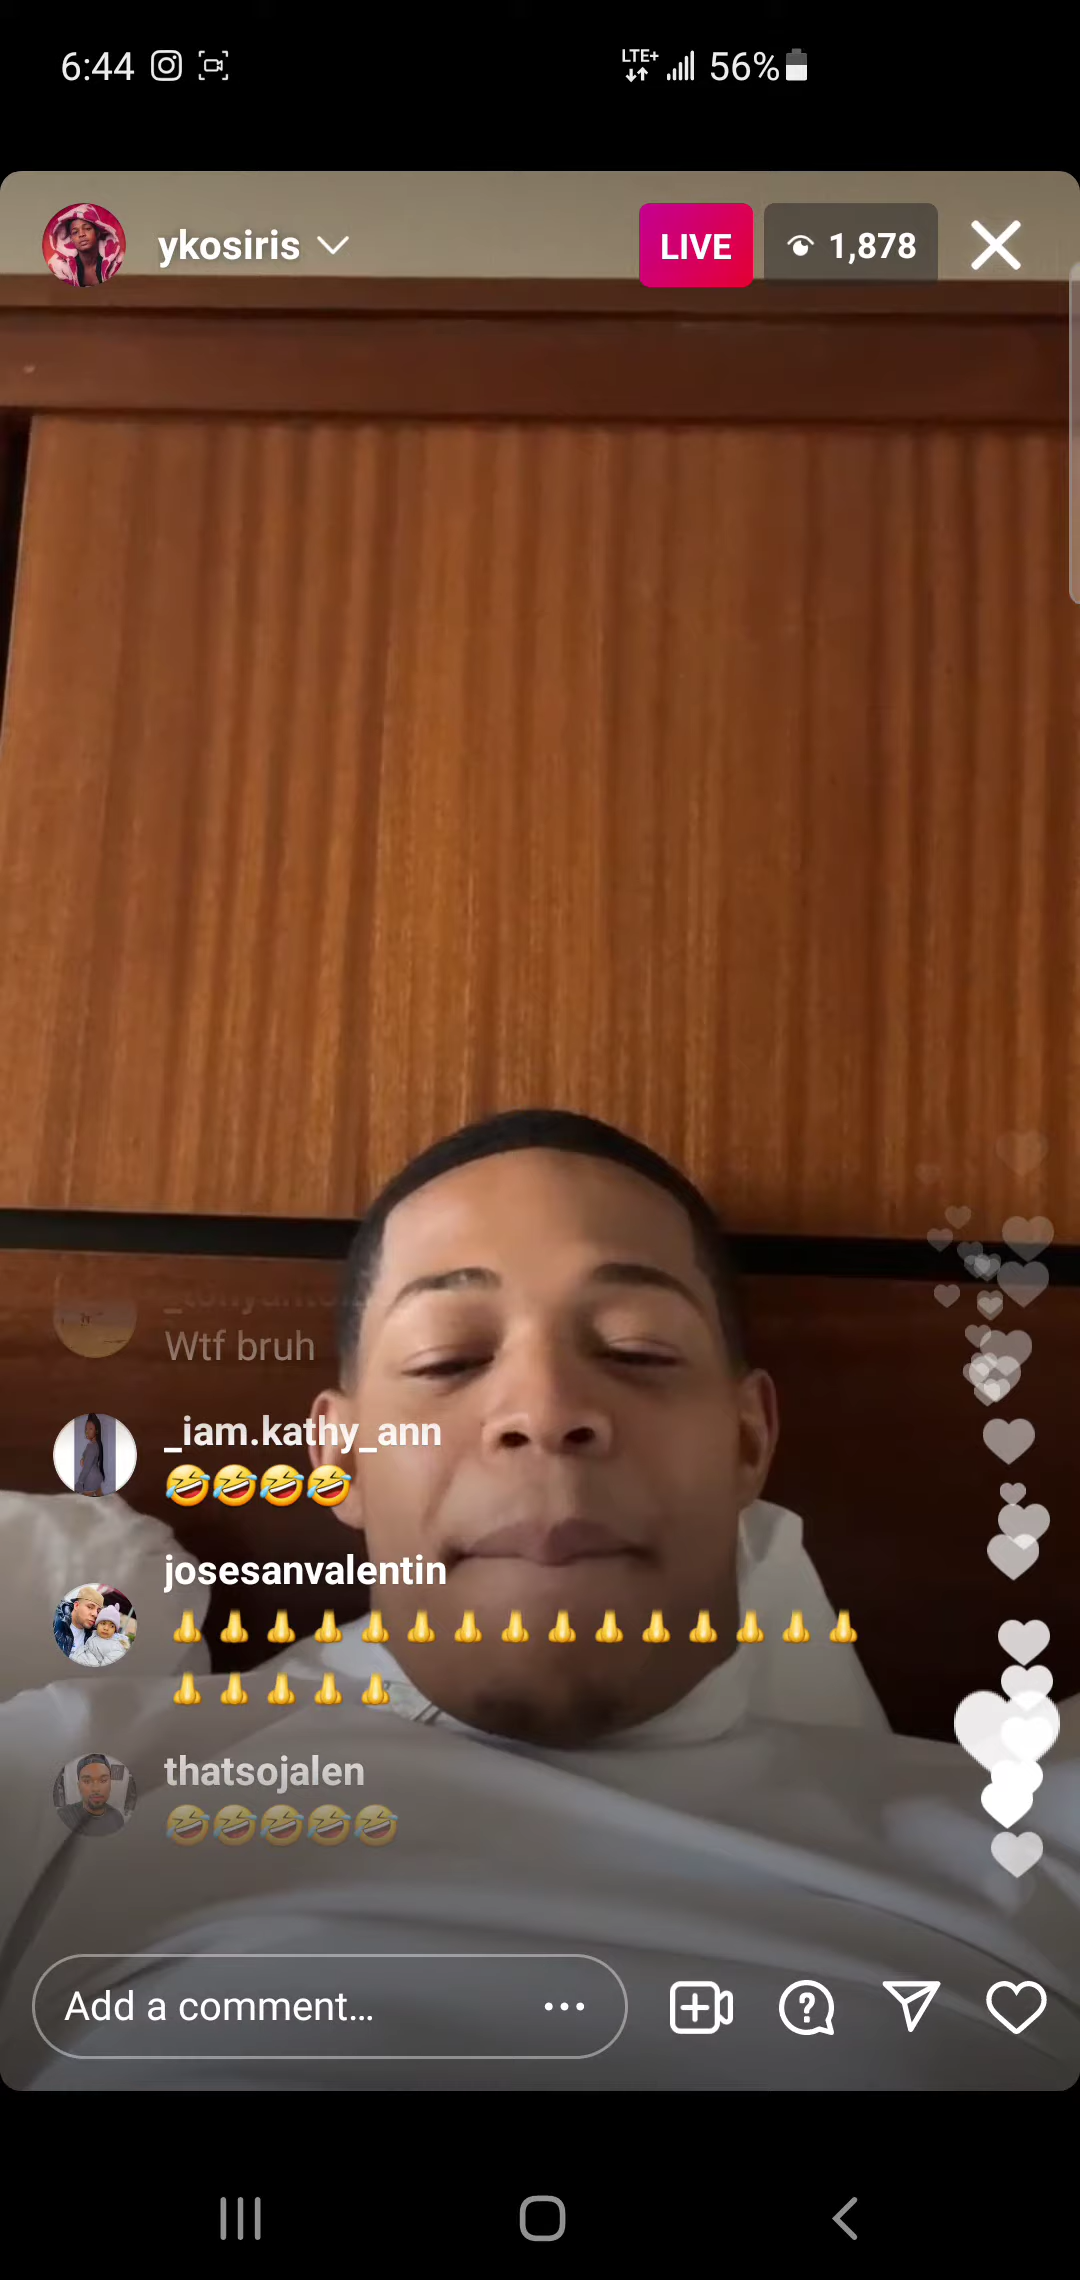 6:44 LTE+ 56%
ykosiris LIVE 1,878
Wtf bruh
_iam.kathy_ann
🤣🤣🤣🤣
josesanvalentin
👃👃👃👃👃👃👃👃👃👃👃👃👃👃👃
👃👃👃👃👃
thatsojalen
🤣🤣🤣🤣🤣
Add a comment...